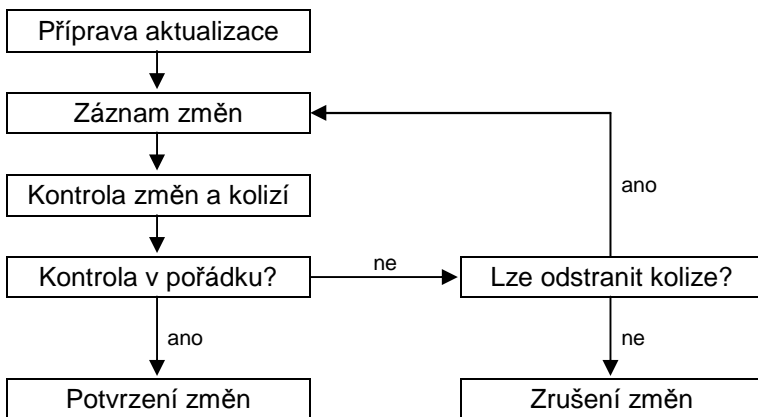 Příprava aktualizace
Záznam změn
Kontrola změn a kolizí
ano
Kontrola v pořádku?
ne
Lze odstranit kolize?
ano
ne
Potvrzení změn
Zrušení změn